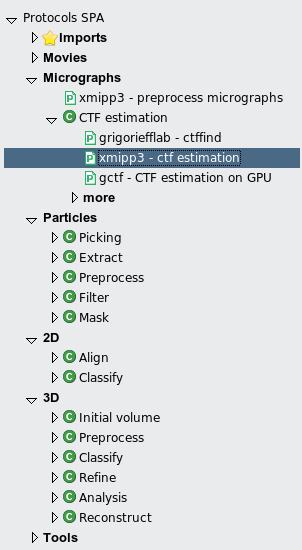 Protocols SPA
Imports
Movies
Micrographs
xmipp3 - preprocess micrographs
C CTF estimation
P grigoriefflab - ctffind
P xmipp3 - ctf estimation
P gctf - CTF estimation on GPU
more
Particles
C Picking
C Extract
C Preprocess
C Filter
C Mask
2D
C Align
C Classify
3D
C Initial volume
C Preprocess
C Classify
C Refine
C Analysis
C Reconstruct
Tools